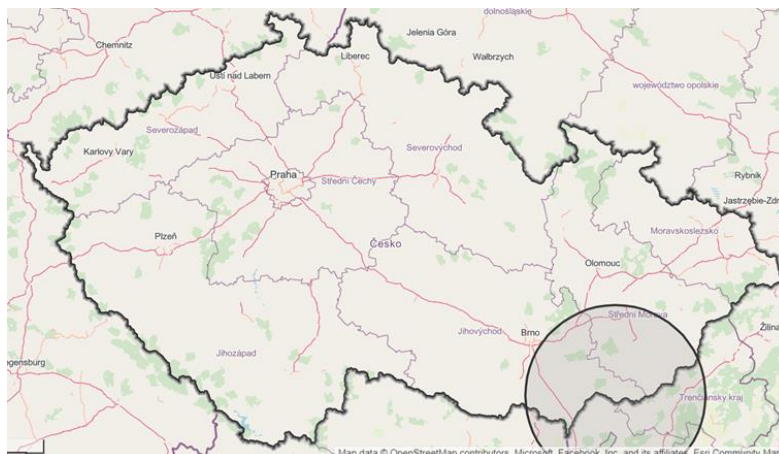 dolnośląskie
Chemnitz
Jelenia Góra
Liberec
Wałbrzych
Ústí nad Labem
województwo opolskie
Severozápad
Karlovy Vary
Severovýchod
Praha
Střední Čechy
Rybnik
Jastrzębie-Zdr
Plzeň
Česko
Moravskoslezsko
Olomouc
Střední Morava
Jihovýchod
Brno
Žilina
Jihozápad
egensburg
Trenčiansky kraj
Map data © OpenStreetMap contributors, Microsoft, Facebook, Inc. and its affiliates, Esri Community Map